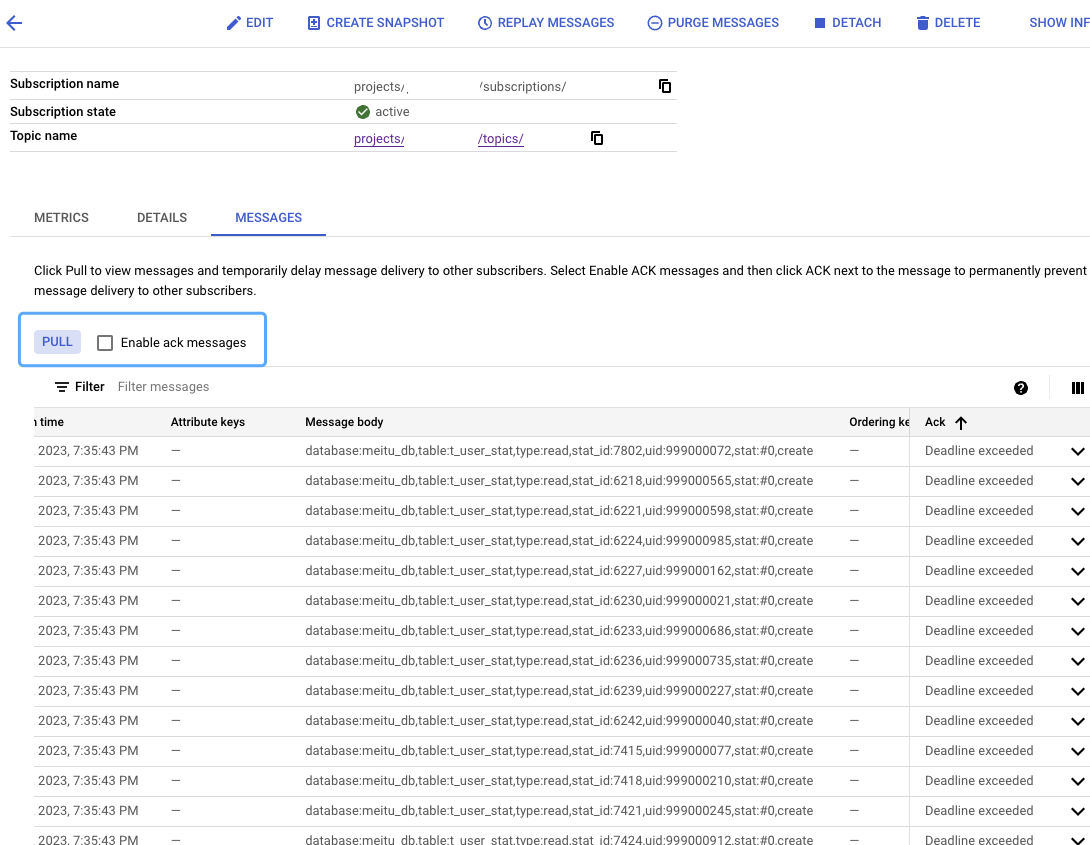 EDIT CREATE SNAPSHOT REPLAY MESSAGES PURGE MESSAGES DETACH DELETE SHOW INF
Subscription name projects/ /subscriptions/
Subscription state active
Topic name projects/ /topics/
METRICS DETAILS MESSAGES
Click Pull to view messages and temporarily delay message delivery to other subscribers. Select Enable ACK messages and then click ACK next to the message to permanently prevent
message delivery to other subscribers.
PULL Enable ack messages
Filter Filter messages
time Attribute keys Message body Ordering ke Ack
2023, 7:35:43 PM — database:meitu_db,table:t_user_stat,type:read,stat_id:7802,uid:999000072,stat:#0,create — Deadline exceeded
2023, 7:35:43 PM — database:meitu_db,table:t_user_stat,type:read,stat_id:6218,uid:999000565,stat:#0,create — Deadline exceeded
2023, 7:35:43 PM — database:meitu_db,table:t_user_stat,type:read,stat_id:6221,uid:999000598,stat:#0,create — Deadline exceeded
2023, 7:35:43 PM — database:meitu_db,table:t_user_stat,type:read,stat_id:6224,uid:999000985,stat:#0,create — Deadline exceeded
2023, 7:35:43 PM — database:meitu_db,table:t_user_stat,type:read,stat_id:6227,uid:999000162,stat:#0,create — Deadline exceeded
2023, 7:35:43 PM — database:meitu_db,table:t_user_stat,type:read,stat_id:6230,uid:999000021,stat:#0,create — Deadline exceeded
2023, 7:35:43 PM — database:meitu_db,table:t_user_stat,type:read,stat_id:6233,uid:999000686,stat:#0,create — Deadline exceeded
2023, 7:35:43 PM — database:meitu_db,table:t_user_stat,type:read,stat_id:6236,uid:999000735,stat:#0,create — Deadline exceeded
2023, 7:35:43 PM — database:meitu_db,table:t_user_stat,type:read,stat_id:6239,uid:999000227,stat:#0,create — Deadline exceeded
2023, 7:35:43 PM — database:meitu_db,table:t_user_stat,type:read,stat_id:6242,uid:999000040,stat:#0,create — Deadline exceeded
2023, 7:35:43 PM — database:meitu_db,table:t_user_stat,type:read,stat_id:7415,uid:999000077,stat:#0,create — Deadline exceeded
2023, 7:35:43 PM — database:meitu_db,table:t_user_stat,type:read,stat_id:7418,uid:999000210,stat:#0,create — Deadline exceeded
2023, 7:35:43 PM — database:meitu_db,table:t_user_stat,type:read,stat_id:7421,uid:999000245,stat:#0,create — Deadline exceeded
2023, 7:35:43 PM — database:meitu_db,table:t_user_stat,type:read,stat_id:7424,uid:999000912,stat:#0,create — Deadline exceeded